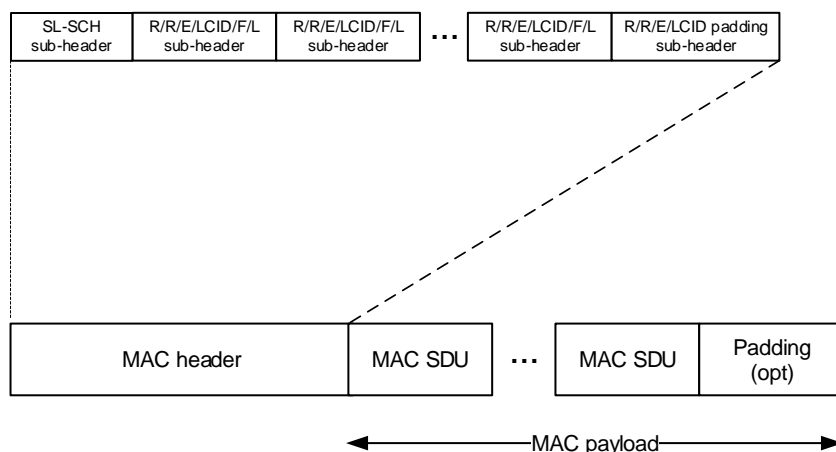 SL-SCH
sub-header
R/R/E/LCID/F/L
sub-header
R/R/E/LCID/F/L
sub-header
...
R/R/E/LCID/F/L
sub-header
R/R/E/LCID padding
sub-header
MAC header
MAC SDU
...
MAC SDU
Padding
(opt)
MAC payload